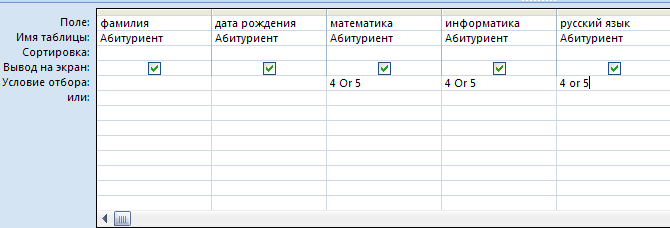 Поле: фамилия дата рождения математика информатика русский язык
Имя таблицы: Абитуриент Абитуриент Абитуриент Абитуриент Абитуриент
Сортировка:
Вывод на экран:
Условие отбора: 4 Or 5 4 Or 5 4 or 5
или: